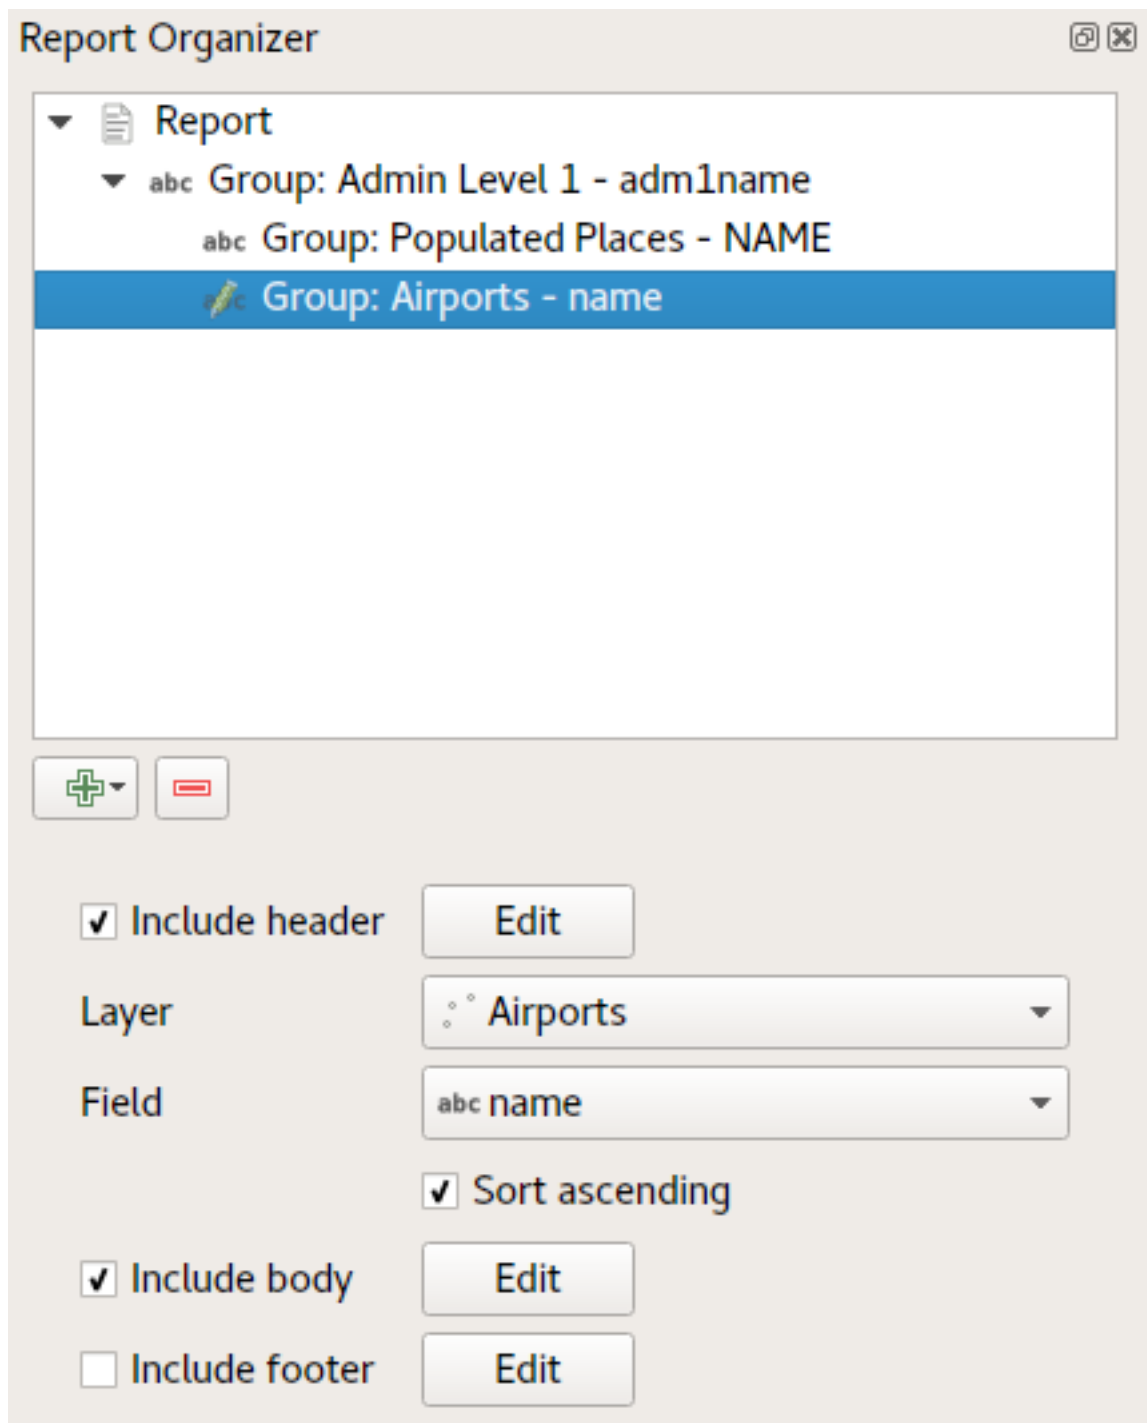 Report Organizer
Report
abc Group: Admin Level 1 - adm1name
abc Group: Populated Places - NAME
Group: Airports - name
Include header Edit
Layer Airports
Field abc name
Sort ascending
Include body Edit
Include footer Edit